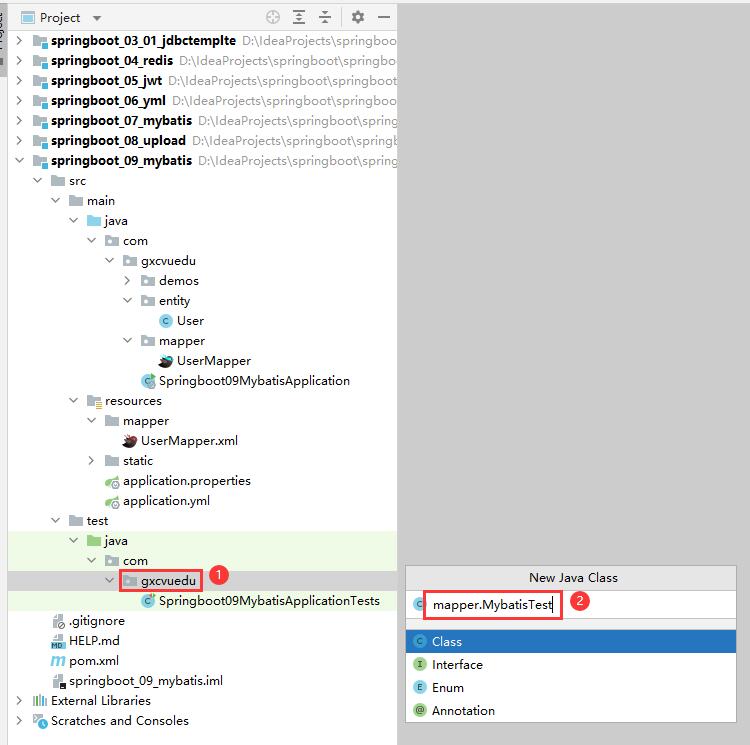 Project
springboot_03_01_jdbctemplte D:\IdeaProjects\springboo
springboot_04_redis D:\IdeaProjects\springboot\springbo
springboot_05_jwt D:\IdeaProjects\springboot\springboo
springboot_06_yml D:\IdeaProjects\springboot\springboo
springboot_07_mybatis D:\IdeaProjects\springboot\spring
springboot_08_upload D:\IdeaProjects\springboot\spring
springboot_09_mybatis D:\IdeaProjects\springboot\spring
src
main
java
com
gxcvuedu
demos
entity
User
mapper
UserMapper
Springboot09MybatisApplication
resources
mapper
UserMapper.xml
static
application.properties
application.yml
test
java
com
gxcvuedu 1
Springboot09MybatisApplicationTests
.gitignore
HELP.md
pom.xml
springboot_09_mybatis.iml
External Libraries
Scratches and Consoles
New Java Class
mapper.MybatisTest 2
Class
Interface
Enum
Annotation